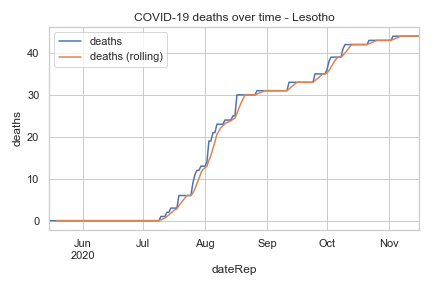 COVID-19 deaths over time - Lesotho
deaths
deaths (rolling)
deaths
40
30
20
10
0
Jun Jul Aug Sep Oct Nov
2020
dateRep